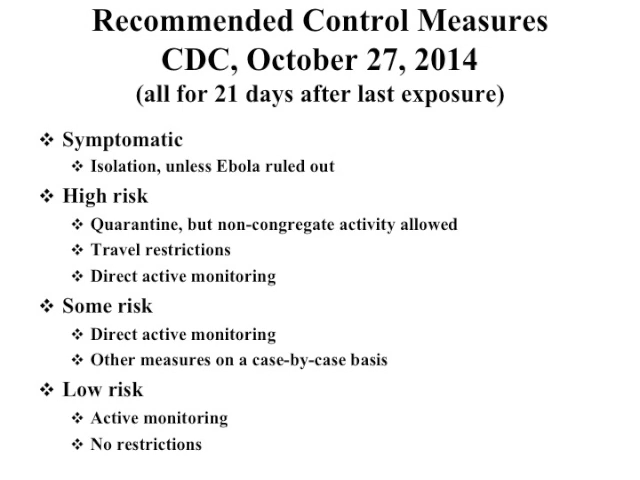 Recommended Control Measures
CDC, October 27, 2014
(all for 21 days after last exposure)
❖ Symptomatic
❖ Isolation, unless Ebola ruled out
❖ High risk
❖ Quarantine, but non-congregate activity allowed
❖ Travel restrictions
❖ Direct active monitoring
❖ Some risk
❖ Direct active monitoring
❖ Other measures on a case-by-case basis
❖ Low risk
❖ Active monitoring
❖ No restrictions